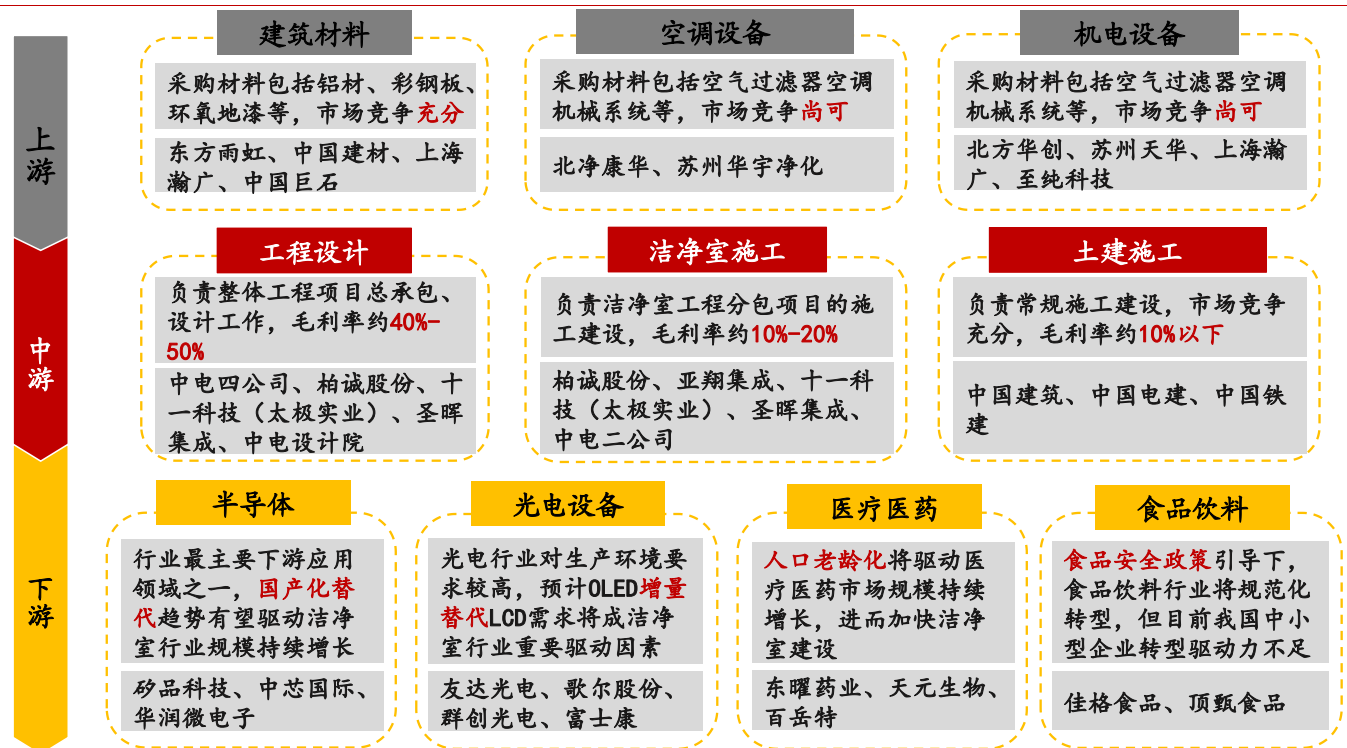 上游
建筑材料
采购材料包括铝材、彩钢板、
环氧地漆等，市场竞争充分
东方雨虹、中国建材、上海
瀚广、中国巨石
空调设备
采购材料包括空气过滤器空调
机械系统等，市场竞争尚可
北净康华、苏州华宇净化
机电设备
采购材料包括空气过滤器空调
机械系统等，市场竞争尚可
北方华创、苏州天华、上海瀚
广、至纯科技
中游
工程设计
负责整体工程项目总承包、
设计工作，毛利率约40%-
50%
中电四公司、柏诚股份、十
一科技（太极实业）、圣晖
集成、中电设计院
洁净室施工
负责洁净室工程分包项目的施
工建设，毛利率约10%-20%
柏诚股份、亚翔集成、十一科
技（太极实业）、圣晖集成、
中电二公司
土建施工
负责常规施工建设，市场竞争
充分，毛利率约10%以下
中国建筑、中国电建、中国铁
建
下游
半导体
行业最主要下游应用
领域之一，国产化替
代趋势有望驱动洁净
室行业规模持续增长
矽品科技、中芯国际、
华润微电子
光电设备
光电行业对生产环境要
求较高，预计OLED增量
替代LCD需求将成洁净
室行业重要驱动因素
友达光电、歌尔股份、
群创光电、富士康
医疗医药
人口老龄化将驱动医
疗医药市场规模持续
增长，进而加快洁净
室建设
东曜药业、天元生物、
百岳特
食品饮料
食品安全政策引导下，
食品饮料行业将规范化
转型，但目前我国中小
型企业转型驱动力不足
佳格食品、顶甄食品